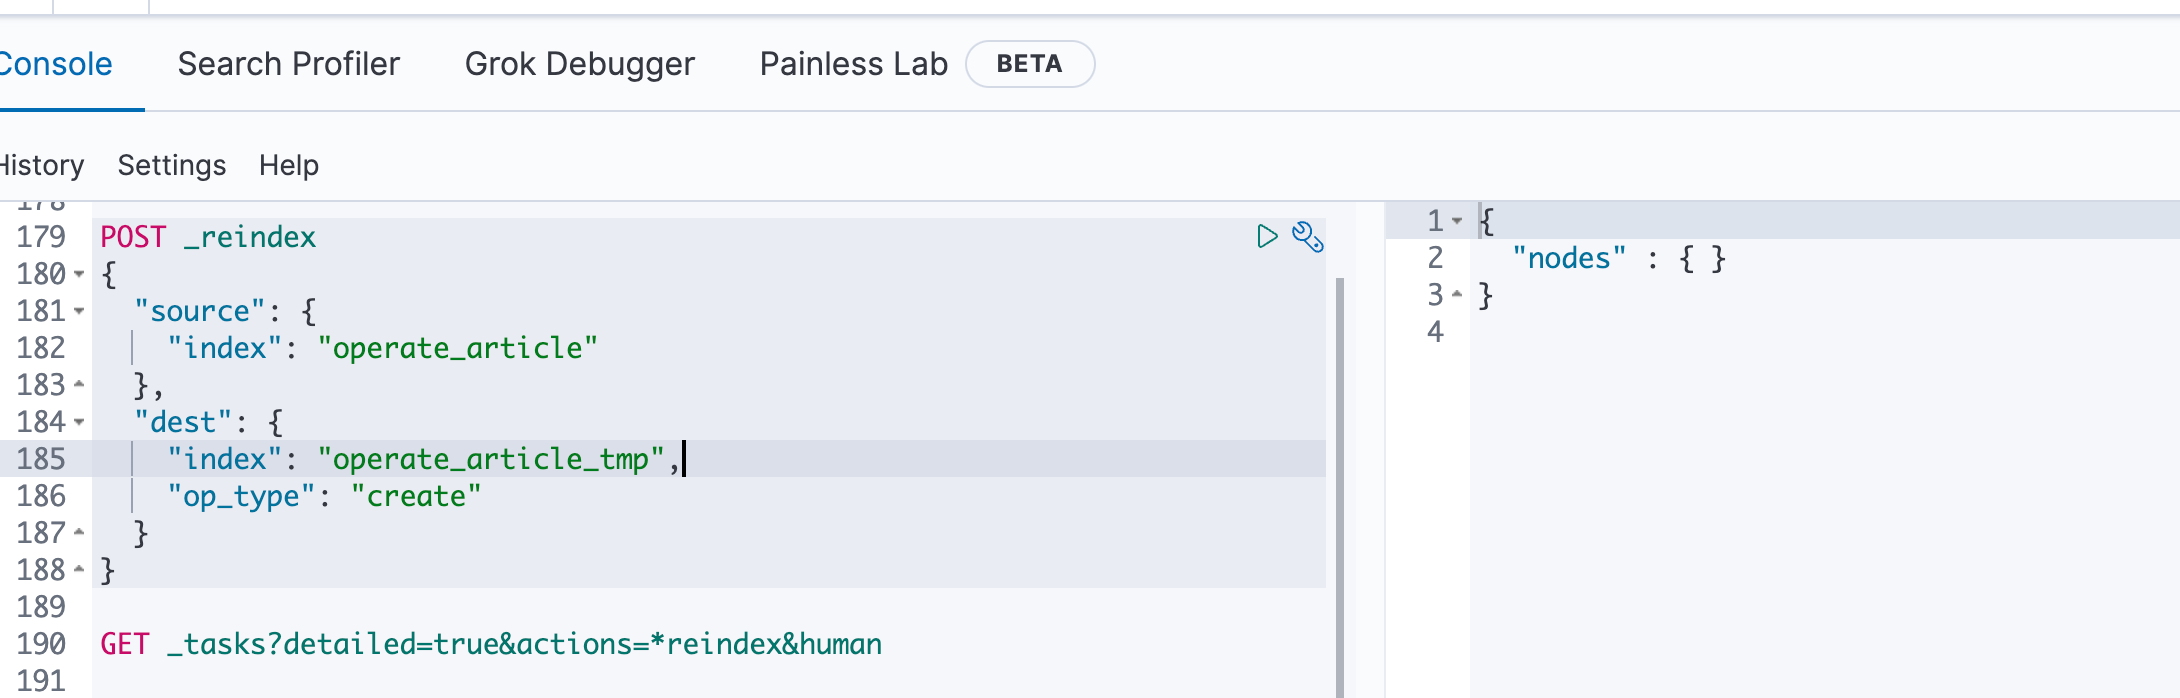 Console Search Profiler Grok Debugger Painless Lab BETA
History Settings Help
178
179 POST _reindex
180 {
181 "source": {
182 "index": "operate_article"
183 },
184 "dest": {
185 "index": "operate_article_tmp",
186 "op_type": "create"
187 }
188 }
189
190 GET _tasks?detailed=true&actions=*reindex&human
191
1 {
2 "nodes" : { }
3 }
4